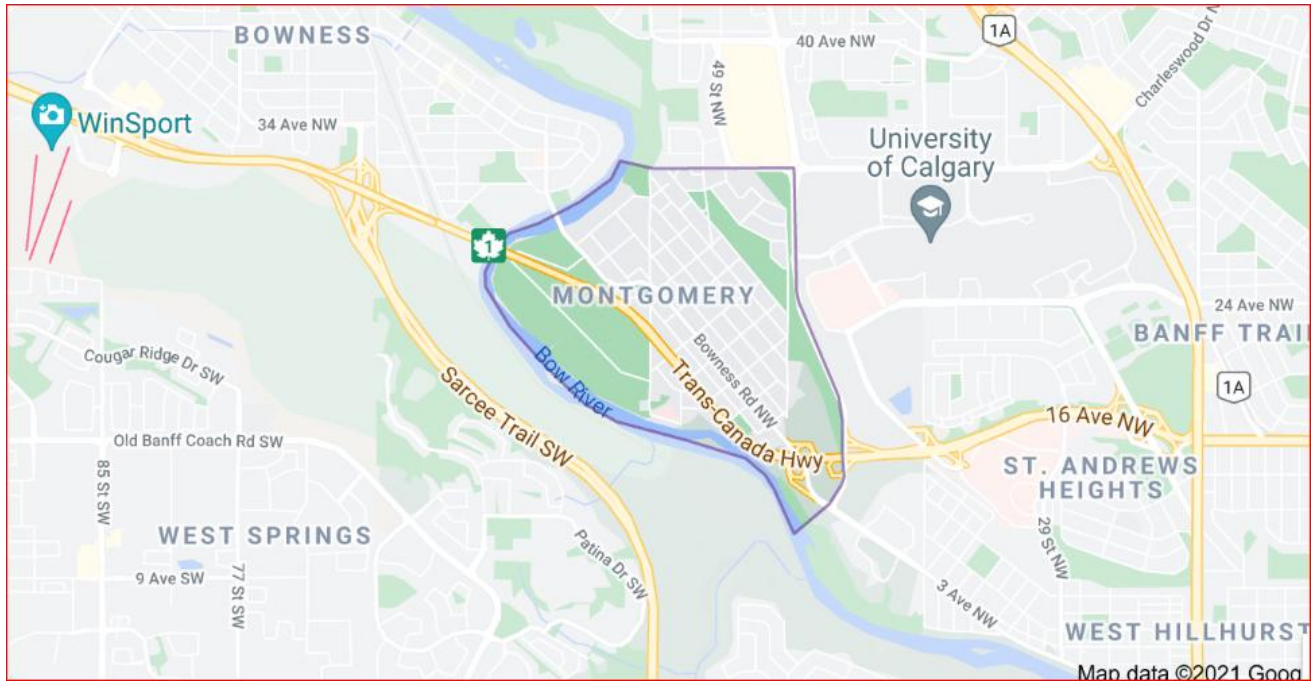 BOWNESS
1A
40 Ave NW
Charleswood Dr N
49 St NW
WinSport
34 Ave NW
University
of Calgary
1
MONTGOMERY
24 Ave NW
BANFF TRAI
Bowness Rd NW
Cougar Ridge Dr SW
Bow River
Trans-Canada Hwy
1A
Sarcee Trail SW
16 Ave NW
Old Banff Coach Rd SW
ST. ANDREWS
HEIGHTS
85 St SW
WEST SPRINGS
29 St NW
Patina Dr SW
9 Ave SW
77 St SW
3 Ave NW
WEST HILLHURST
Map data ©2021 Goog